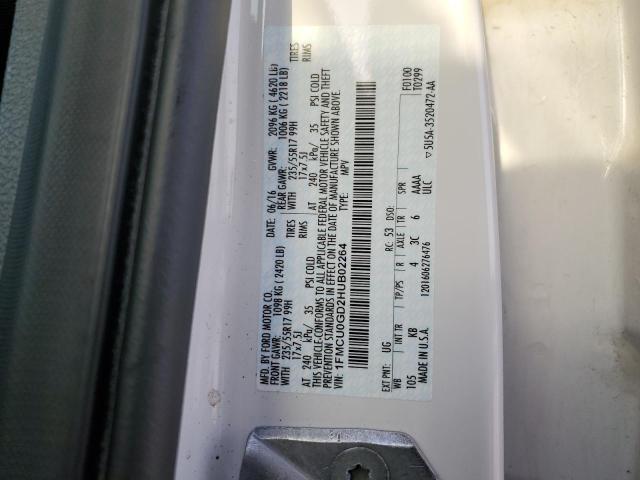 MFD. BY FORD MOTOR CO.
DATE: 06/16 GVWR: 2096 KG ( 4620 LB)
FRONT GAWR: 1098 KG ( 2420 LB) REAR GAWR: 1006 KG ( 2218 LB)
WITH 235/55R17 99H TIRES WITH 235/55R17 99H TIRES
17x7.5J RIMS 17x7.5J RIMS
AT 240 kPa/ 35 PSI COLD AT 240 kPa/ 35 PSI COLD
THIS VEHICLE CONFORMS TO ALL APPLICABLE FEDERAL MOTOR VEHICLE SAFETY AND THEFT
PREVENTION STANDARDS IN EFFECT ON THE DATE OF MANUFACTURE SHOWN ABOVE.
VIN: 1FMCU0GD2HUB02264 TYPE: MPV
F0100
T0299
EXT PNT: UG RC: 53 DSO:
WB INT TR TP/PS R AXLE TR SPR
105 KB 4 3C 6 AAAA
MADE IN U.S.A. 1201606276476 ULC
▽ 5U5A-3520472-AA